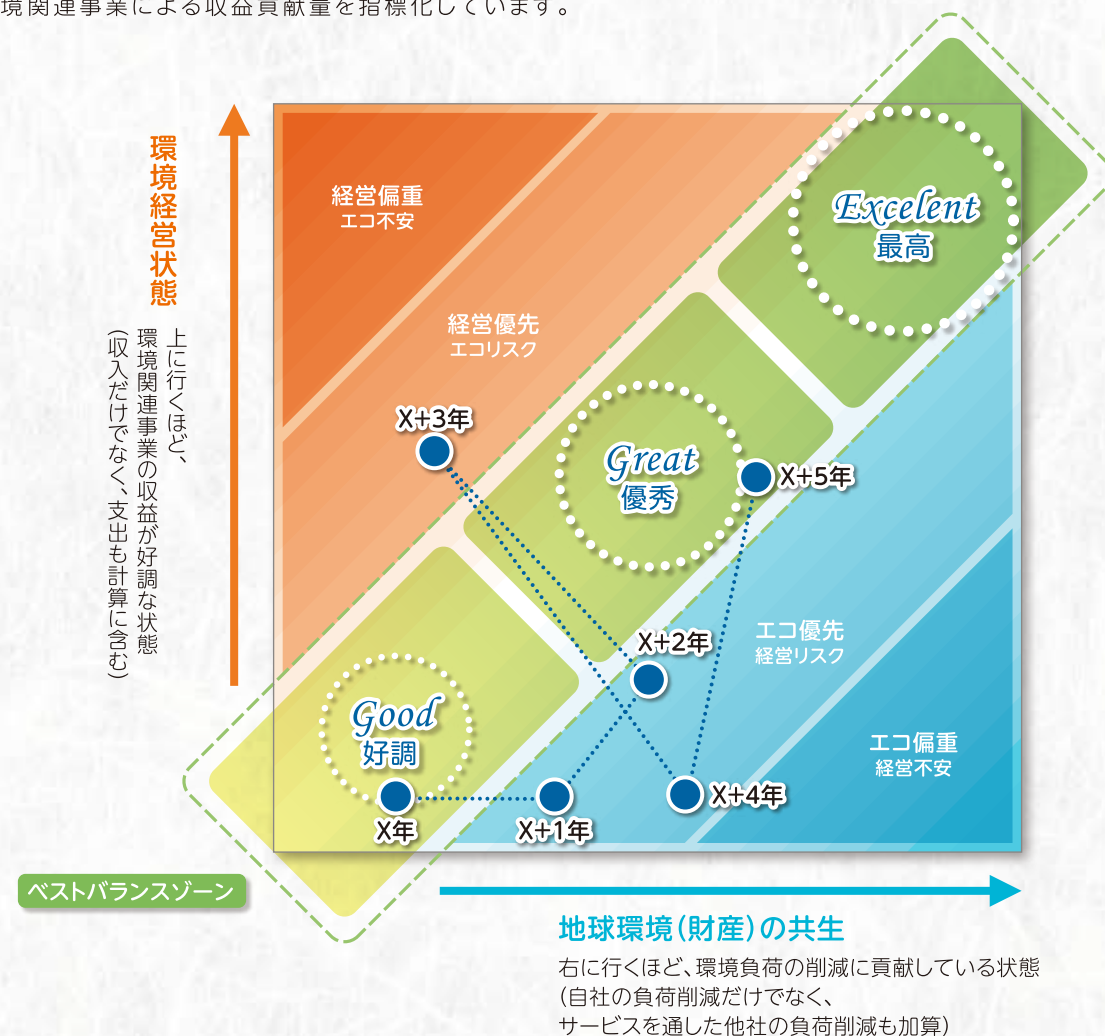 境関連事業による収益貢献量を指標化しています。
環境経営状態
上に行くほど、
環境関連事業の収益が好調な状態
(収入だけでなく、支出も計算に含む)
経営偏重
エコ不安
経営優先
エコリスク
Excelent
最高
X+3年
Great
優秀
X+5年
X+2年
エコ優先
経営リスク
Good
好調
エコ偏重
経営不安
X年
X+1年
X+4年
ベストバランスゾーン
地球環境(財産)の共生
右に行くほど、環境負荷の削減に貢献している状態
(自社の負荷削減だけでなく、
サービスを通した他社の負荷削減も加算)